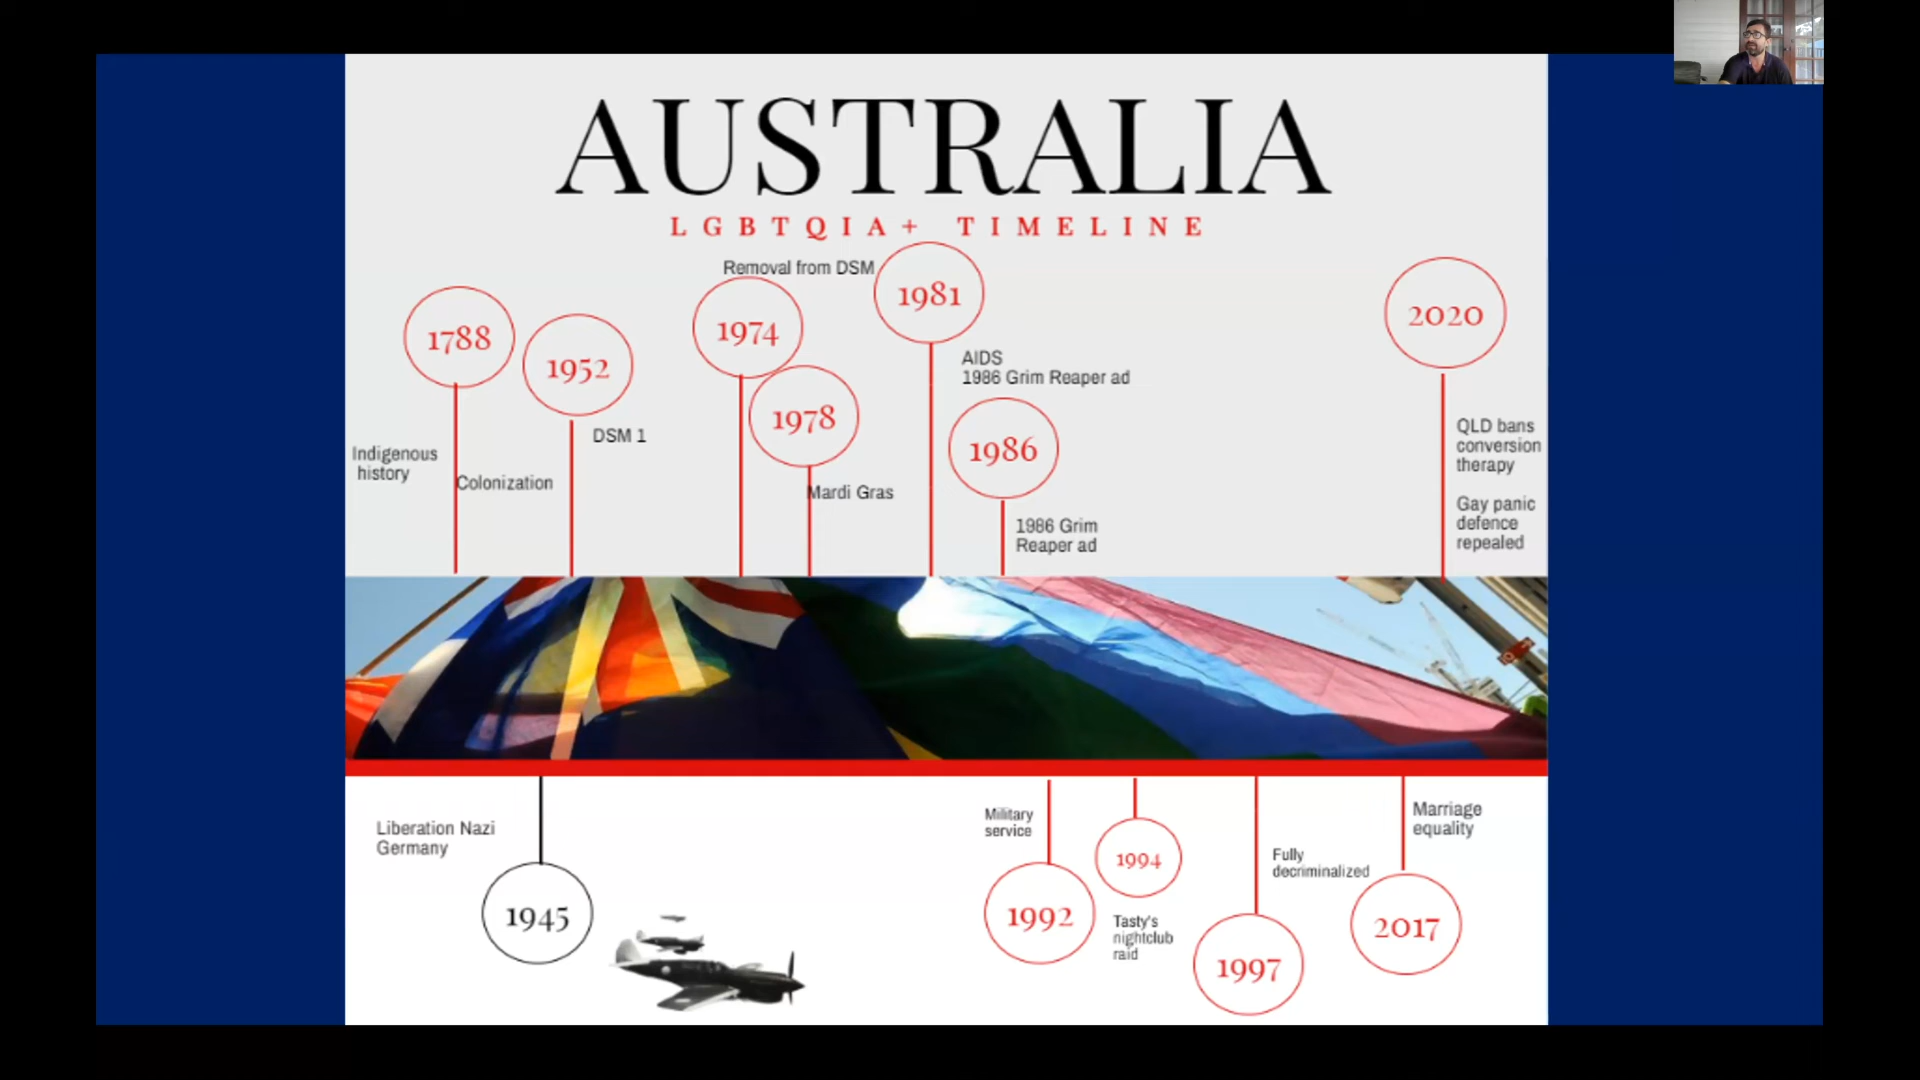 AUSTRALIA
LGBTQIA+ TIMELINE
Removal from DSM
1981
1788
1974
2020
1952
AIDS
1986 Grim Reaper ad
1978
DSM 1
1986
QLD bans
conversion
therapy
Indigenous
history
Colonization
Mardi Gras
Gay panic
defence
repealed
1986 Grim
Reaper ad
Liberation Nazi
Germany
Military
service
Marriage
equality
1994
Fully
decriminalized
1945
1992
Tasty's
nightclub
raid
2017
1997